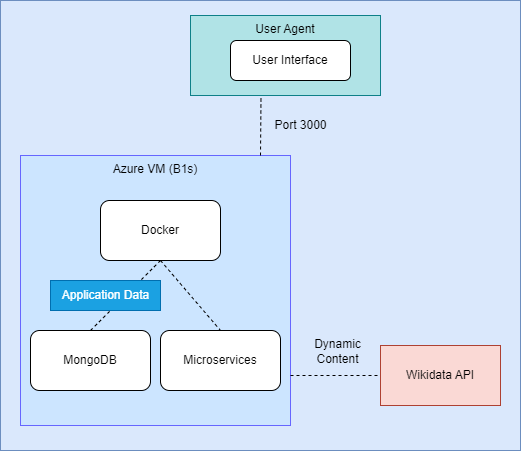 User Agent
User Interface
Port 3000
Azure VM (B1s)
Docker
Application Data
MongoDB
Microservices
Dynamic
Content
Wikidata API